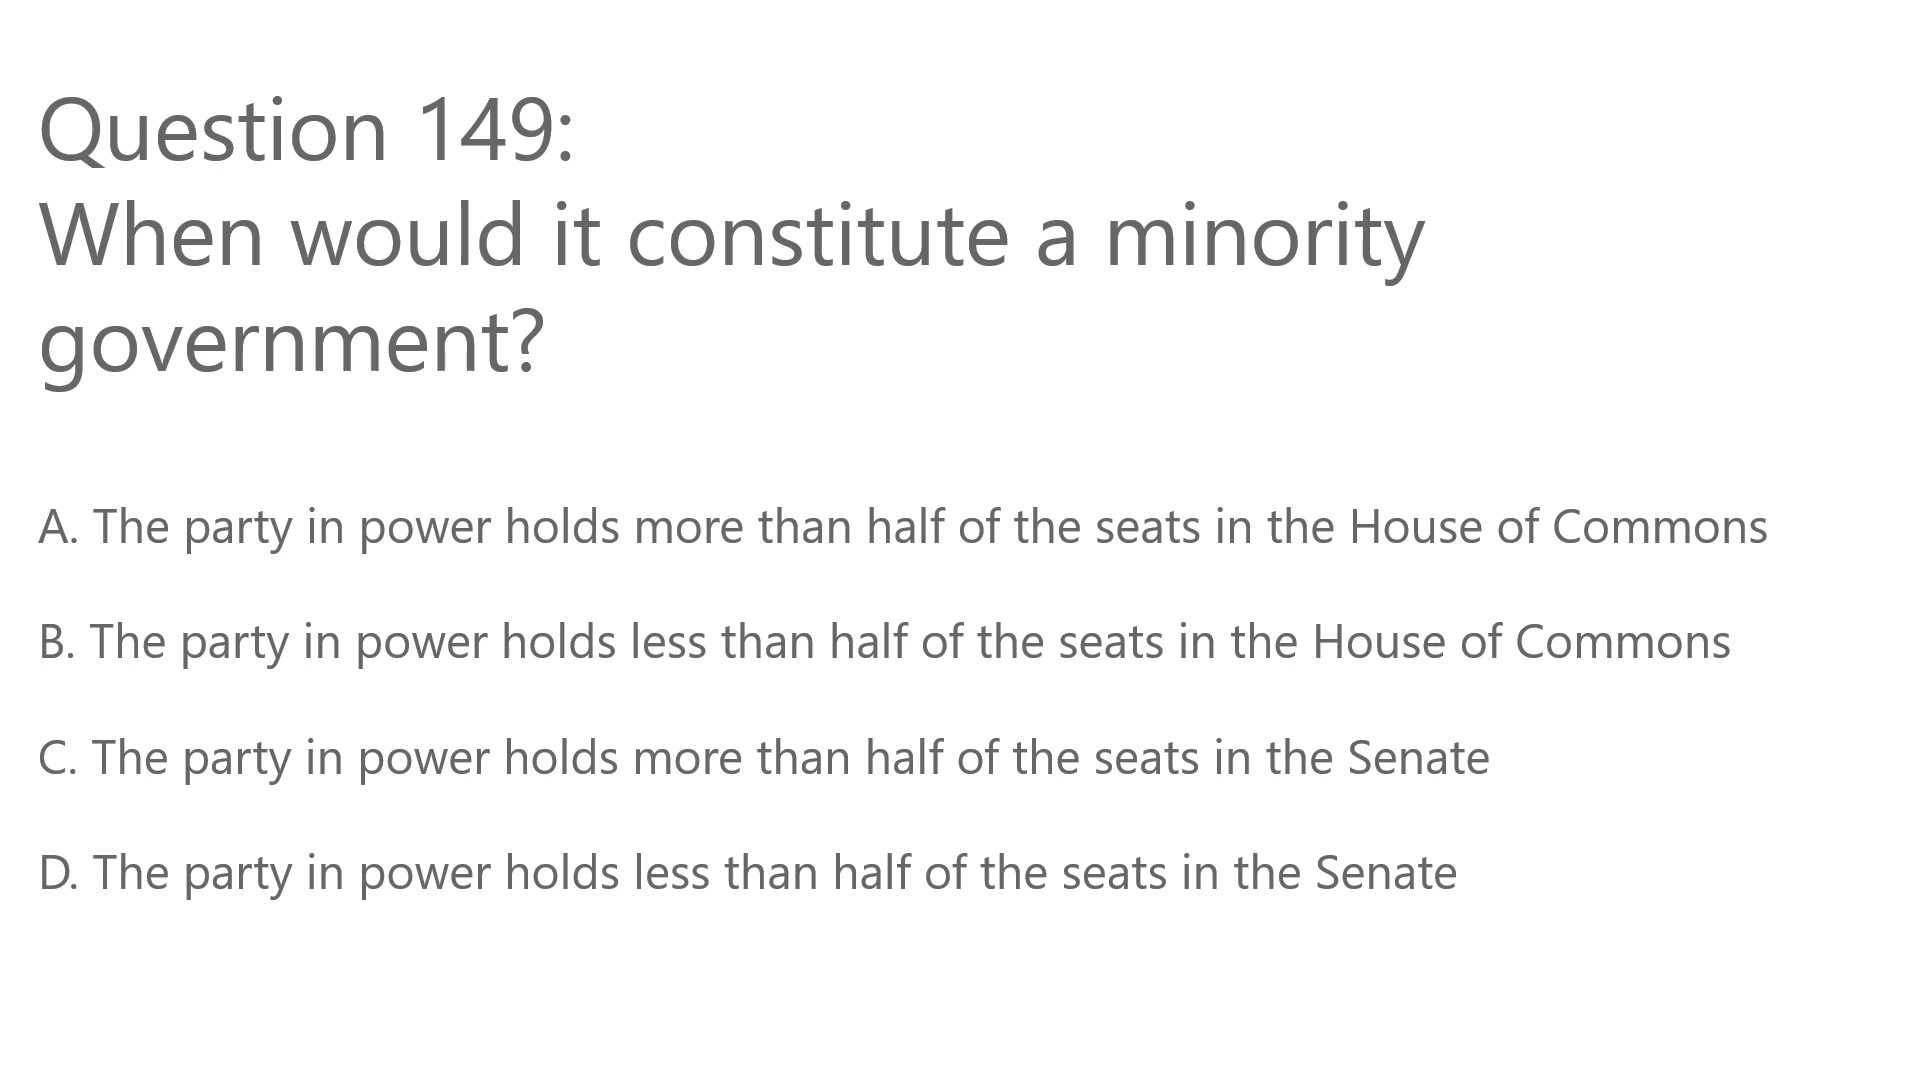 Question 149:
When would it constitute a minority
government?
A. The party in power holds more than half of the seats in the House of Commons
B. The party in power holds less than half of the seats in the House of Commons
C. The party in power holds more than half of the seats in the Senate
D. The party in power holds less than half of the seats in the Senate